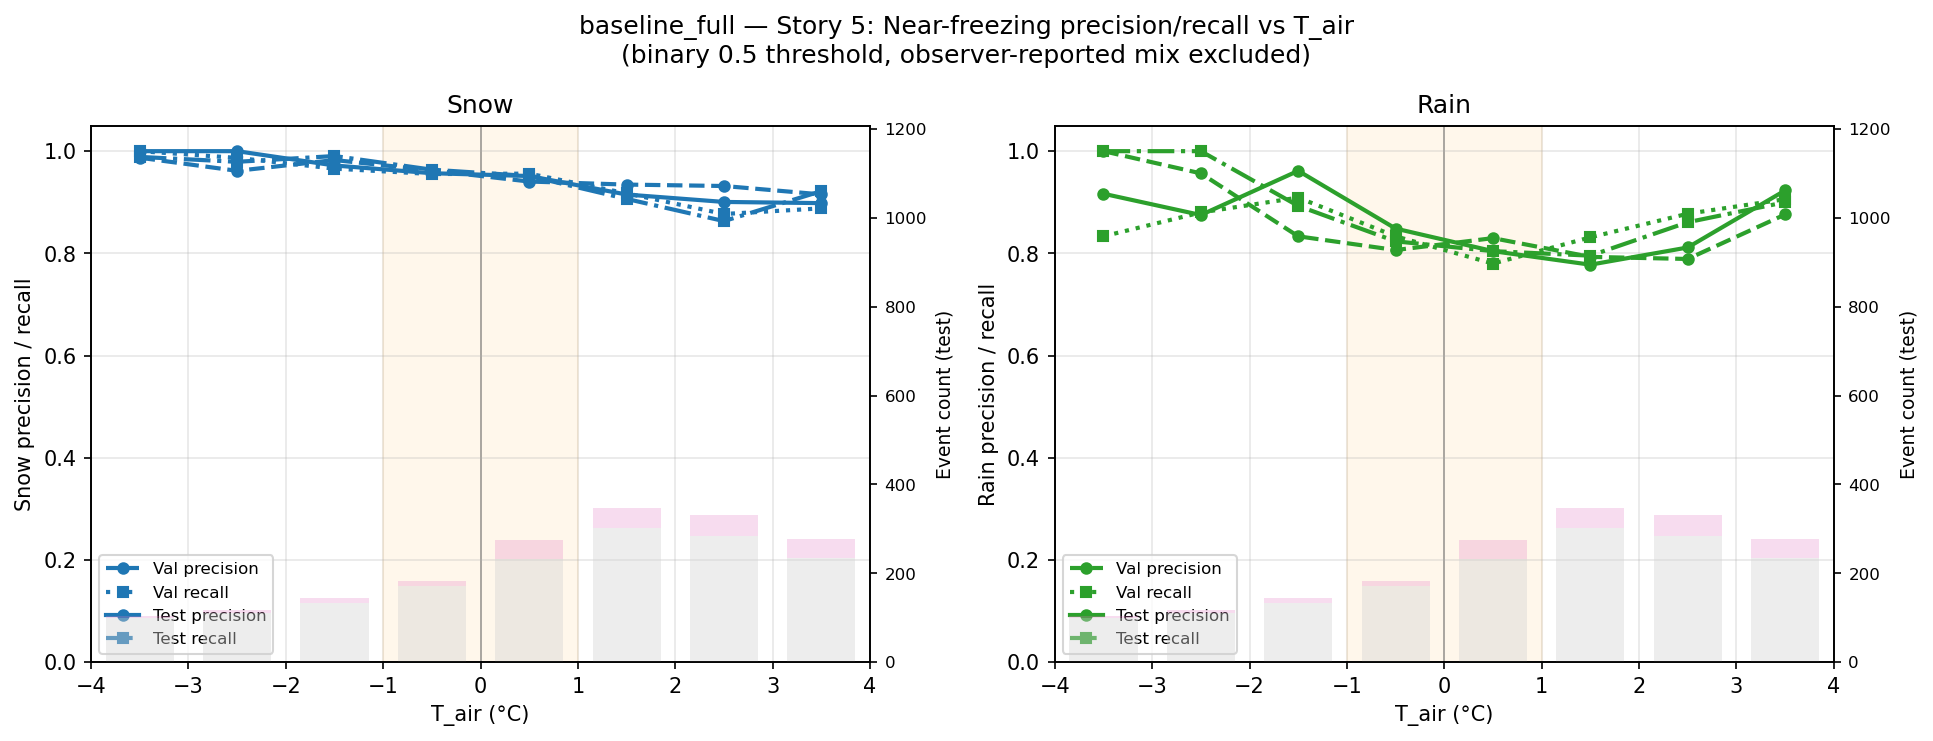 baseline_full — Story 5: Near-freezing precision/recall vs T_air
(binary 0.5 threshold, observer-reported mix excluded)
Snow
Snow precision / recall
1.0
0.8
0.6
0.4
0.2
0.0
1200
1000
800
600
400
200
0
Event count (test)
Val precision
Val recall
Test precision
Test recall
−4
−3
−2
−1
0
1
2
3
4
T_air (°C)
Rain
Rain precision / recall
1.0
0.8
0.6
0.4
0.2
0.0
1200
1000
800
600
400
200
0
Event count (test)
Val precision
Val recall
Test precision
Test recall
−4
−3
−2
−1
0
1
2
3
4
T_air (°C)